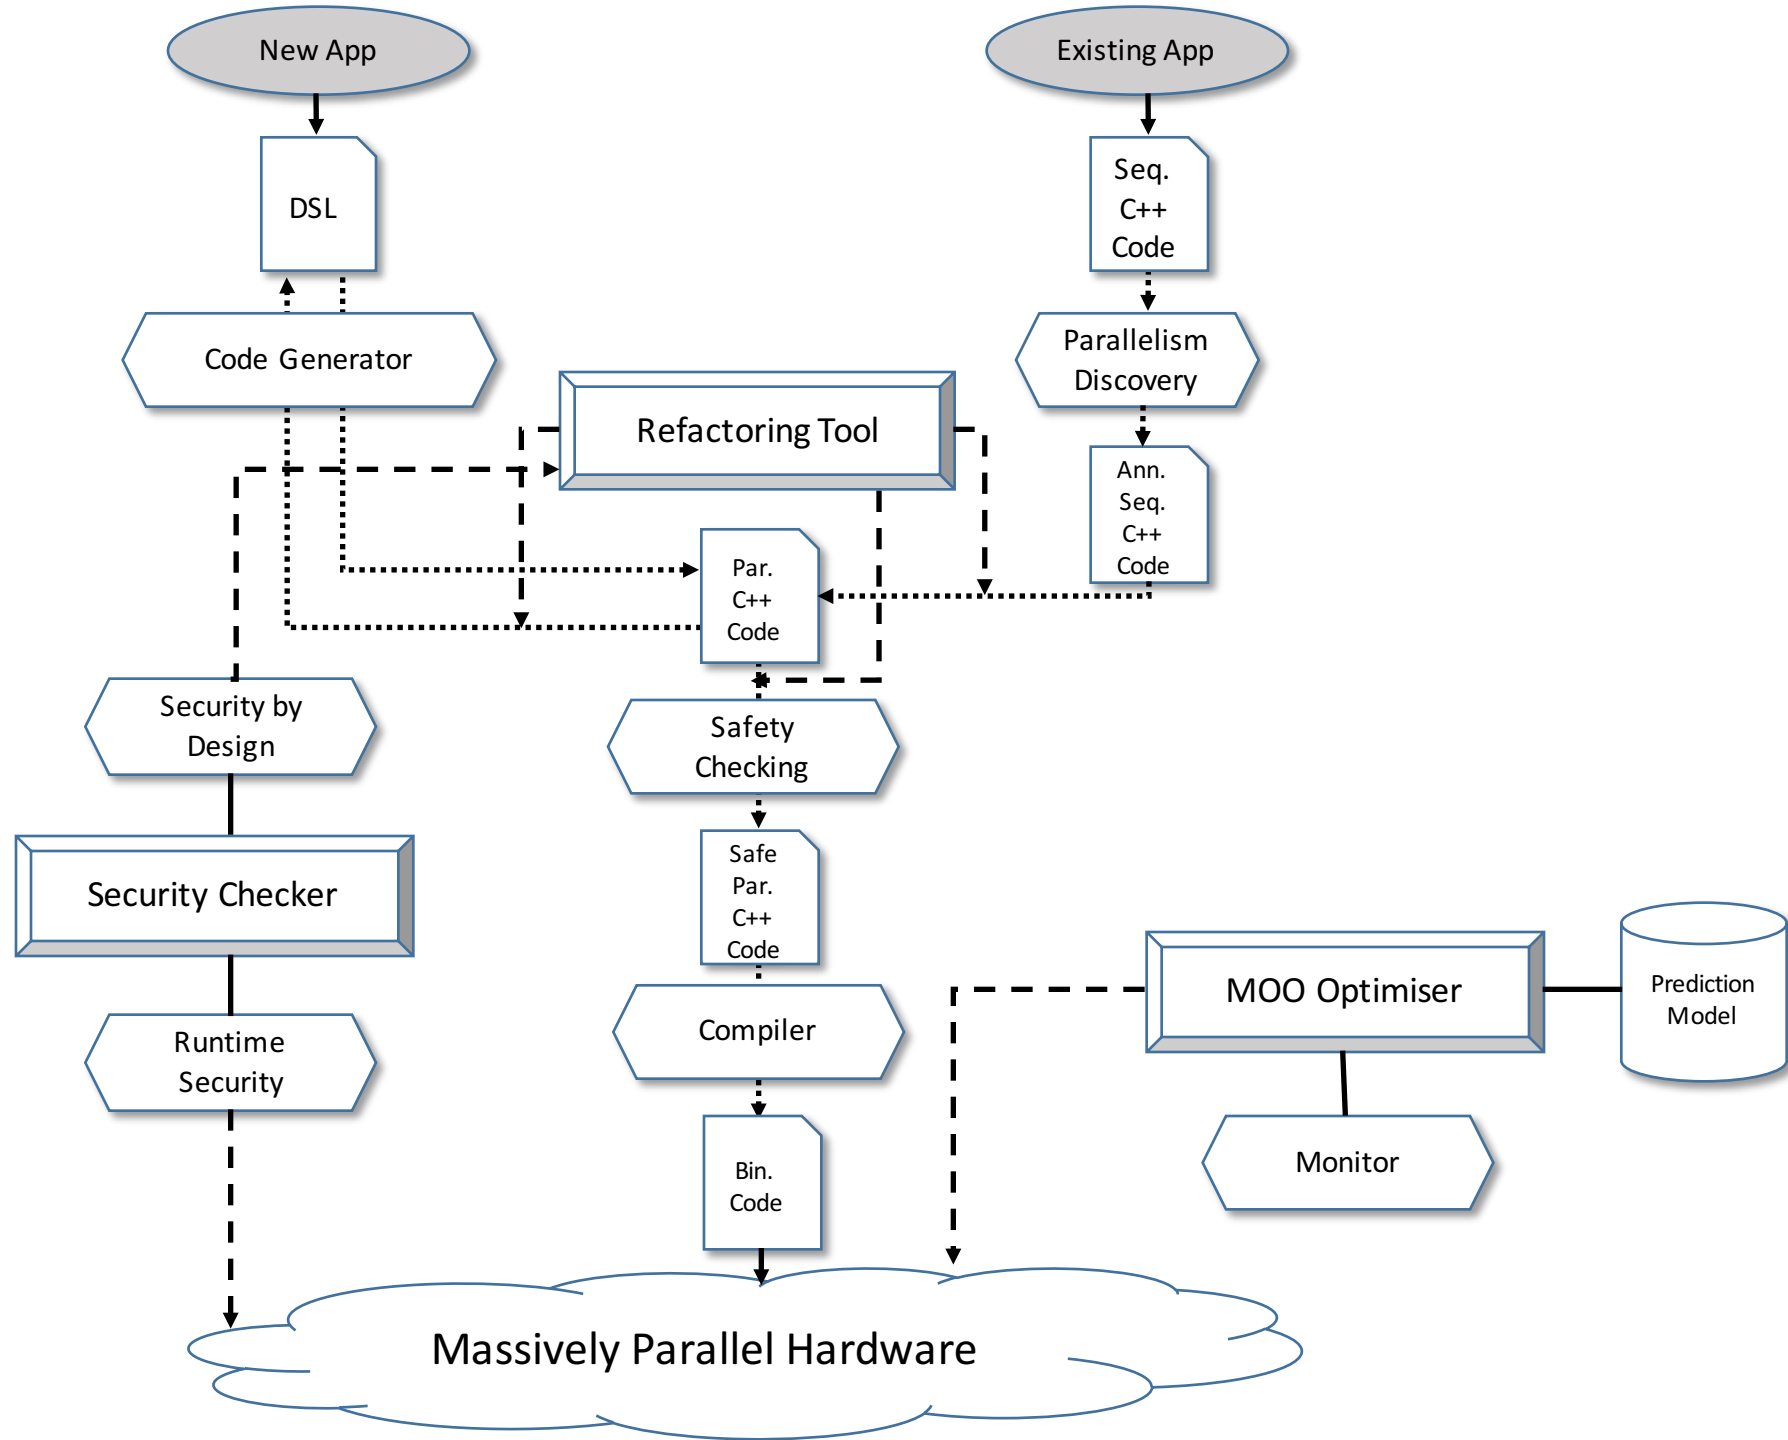 New App
Existing App
DSL
Seq.
C++
Code
Code Generator
Parallelism
Discovery
Refactoring Tool
Ann.
Seq.
C++
Code
Par.
C++
Code
Security by
Design
Safety
Checking
Security Checker
Safe
Par.
C++
Code
MOO Optimiser
Prediction
Model
Runtime
Security
Compiler
Monitor
Bin.
Code
Massively Parallel Hardware